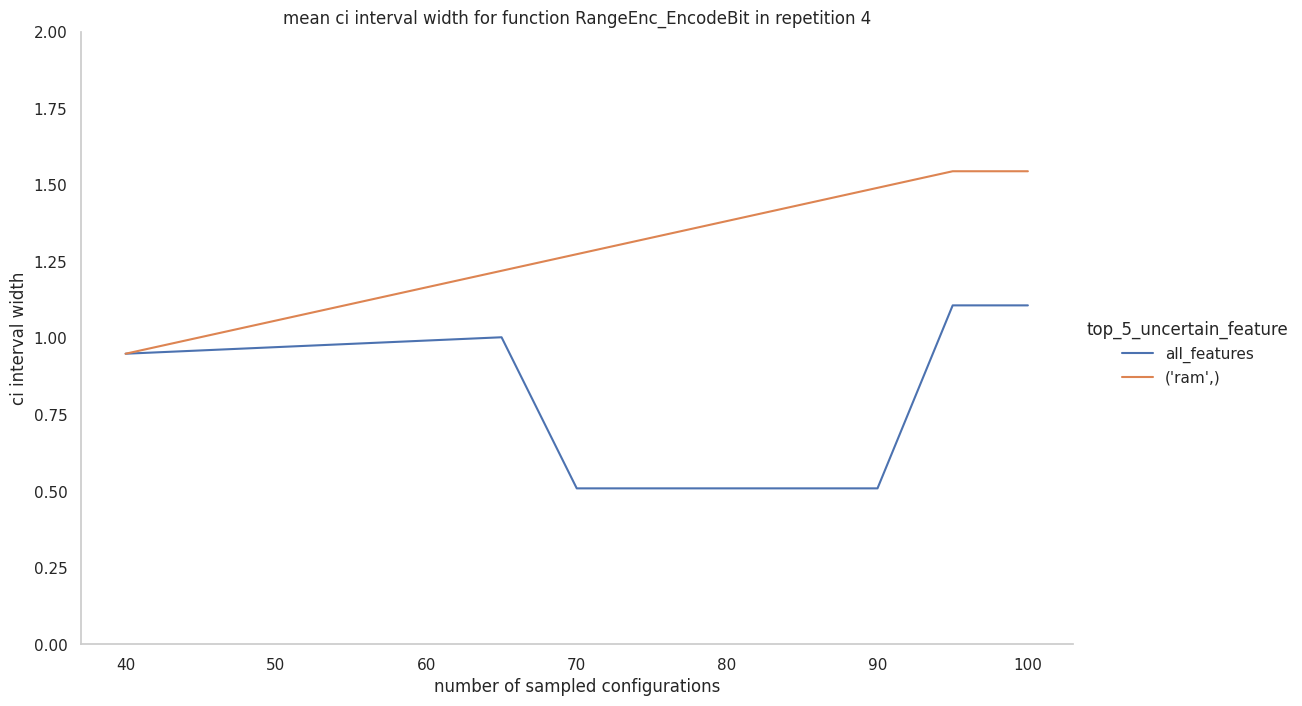 mean ci interval width for function RangeEnc_EncodeBit in repetition 4
2.00
1.75
1.50
1.25
1.00
0.75
0.50
0.25
0.00
ci interval width
40 50 60 70 80 90 100
number of sampled configurations
top_5_uncertain_feature
all_features
('ram',)